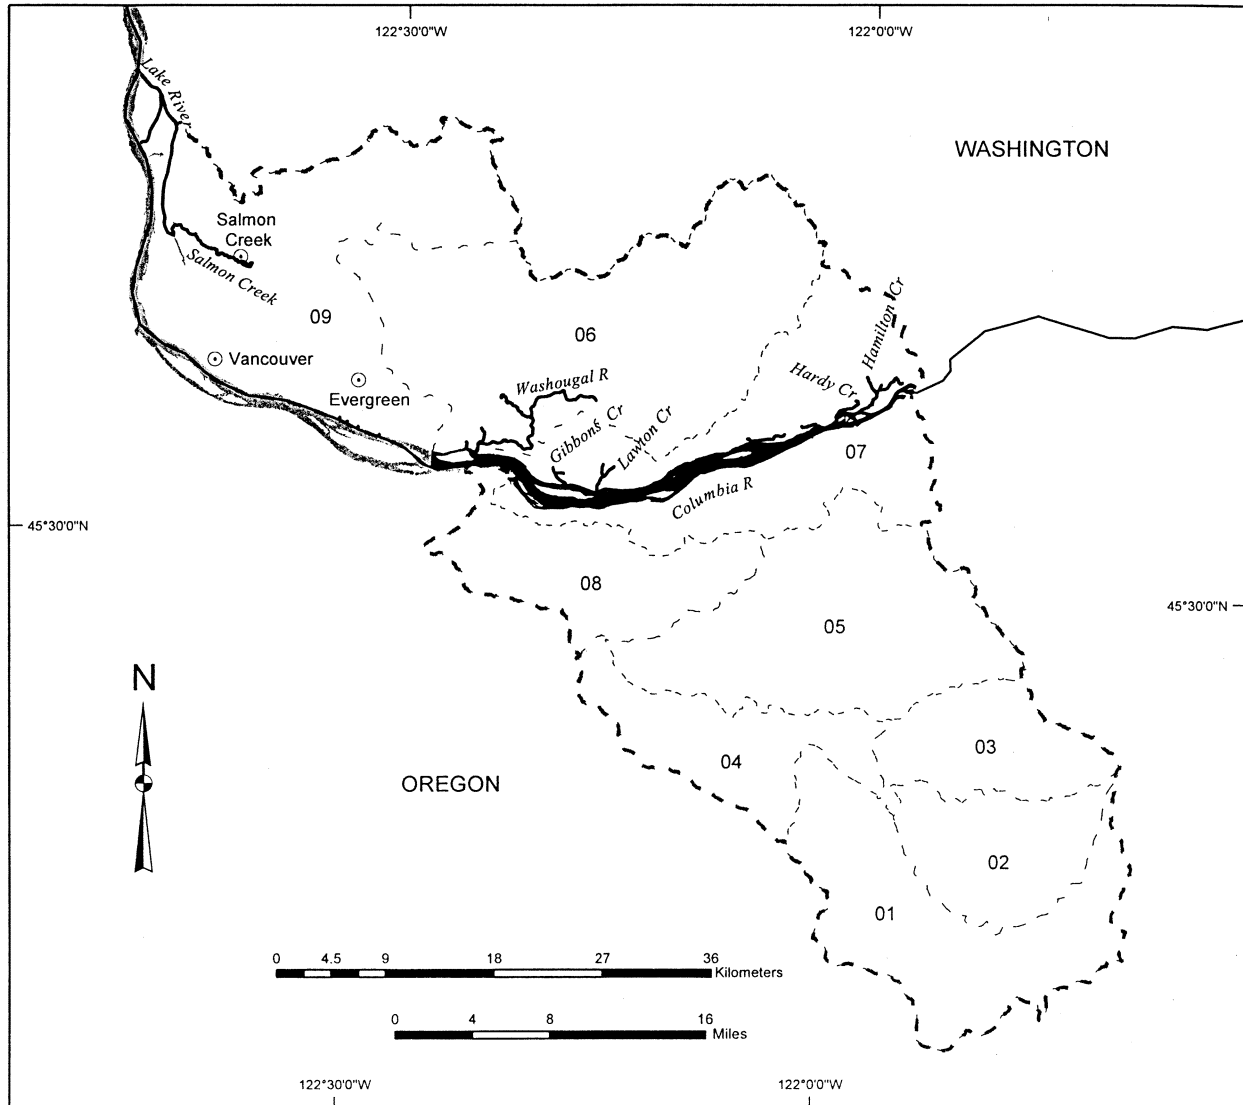 122°30'0"W
122°0'0"W
Lake River
WASHINGTON
Salmon
Creek
Salmon Creek
09
06
Hamilton Cr
Vancouver
Hardy Cr
Evergreen
Washougal R
Gibbons Cr
Lawton Cr
07
Columbia R
45°30'0"N
08
45°30'0"N
05
N
03
04
OREGON
02
01
0 4.5 9 18 27 36
Kilometers
0 4 8 16
Miles
122°30'0"W
122°0'0"W